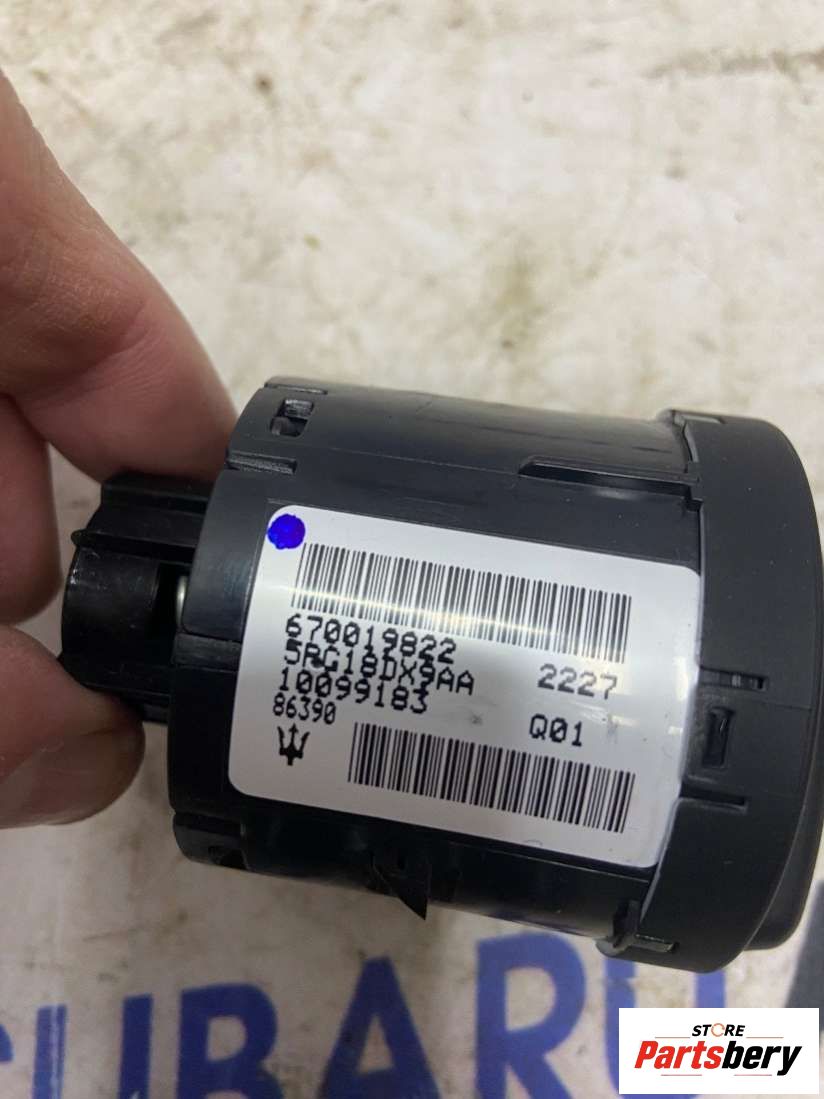 670019822
5RG18DX9AA 2227
10099183
86390 Q01
SUBARU
STORE
Partsbery